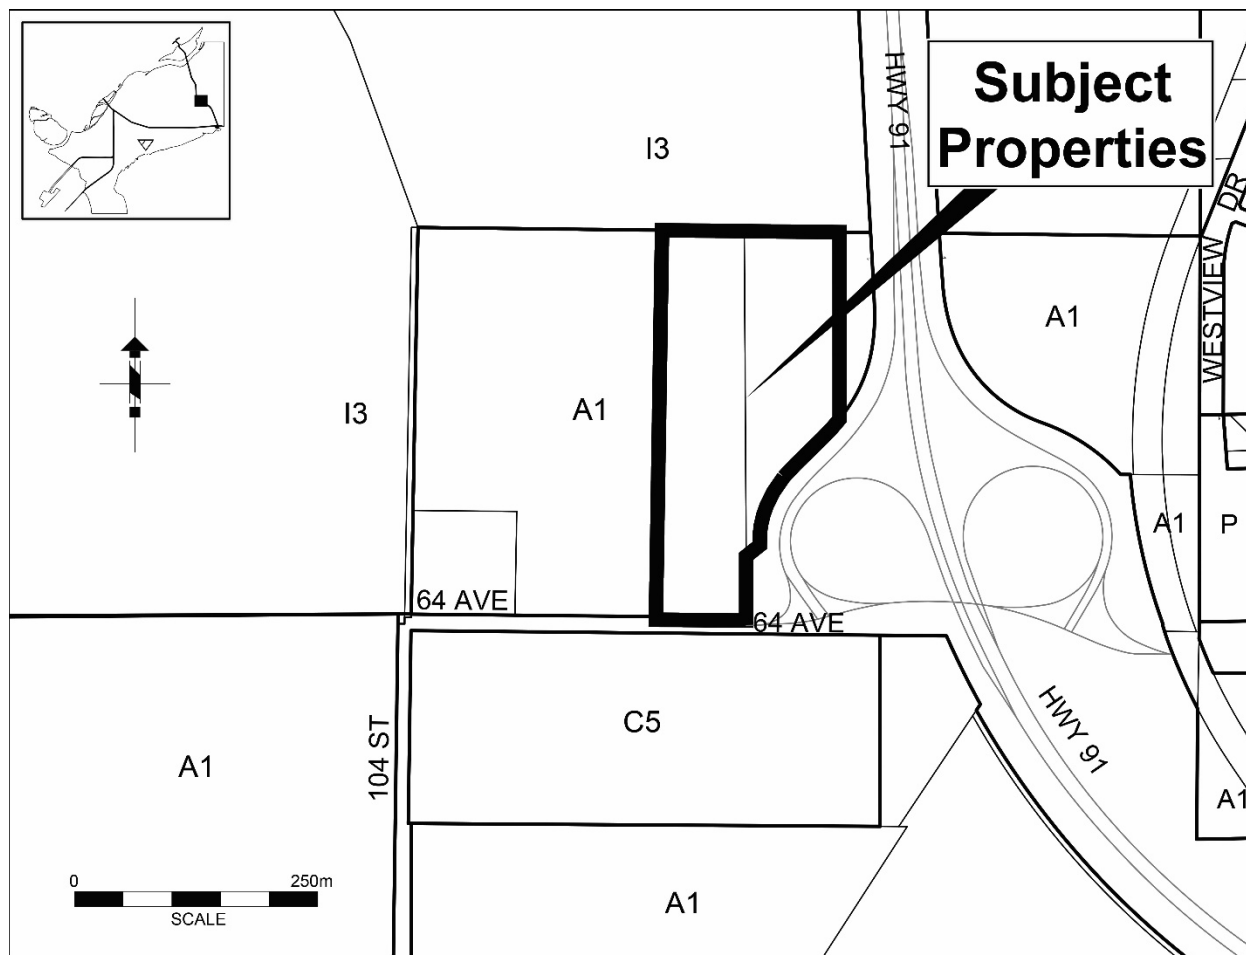 HWY 91
Subject
Properties
I3
DR
WESTVIEW
A1
I3
A1
A1
P
64 AVE
64 AVE
HWY 91
C5
104 ST
A1
A1
0 250m
SCALE
A1